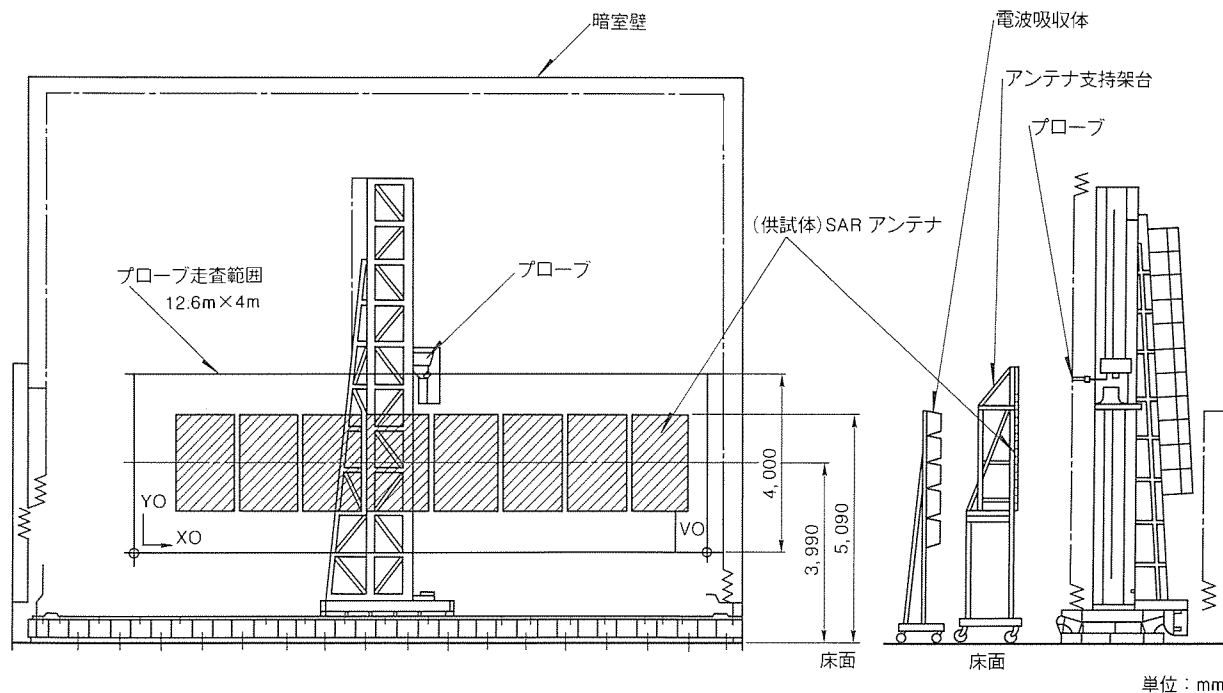 暗室壁
電波吸収体
アンテナ支持架台
プローブ
(供試体)SAR アンテナ
プローブ走査範囲
12.6m×4m
プローブ
YO
XO
VO
4,000
3,990
5,090
床面
床面
単位：mm